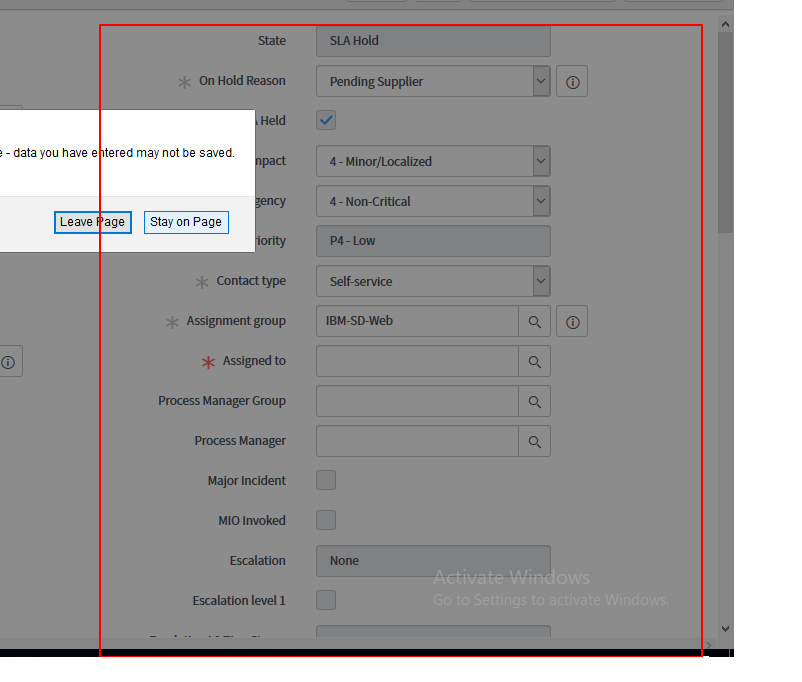 State SLA Hold
On Hold Reason Pending Supplier
Held
4 - Minor/Localized
- data you have entered may not be saved.
4 - Non-Critical
Leave Page Stay on Page
P4 - Low
Contact type Self-service
Assignment group IBM-SD-Web
Assigned to
Process Manager Group
Process Manager
Major Incident
MIO Invoked
Escalation None
Activate Windows
Escalation level 1 Go to Settings to activate Windows.